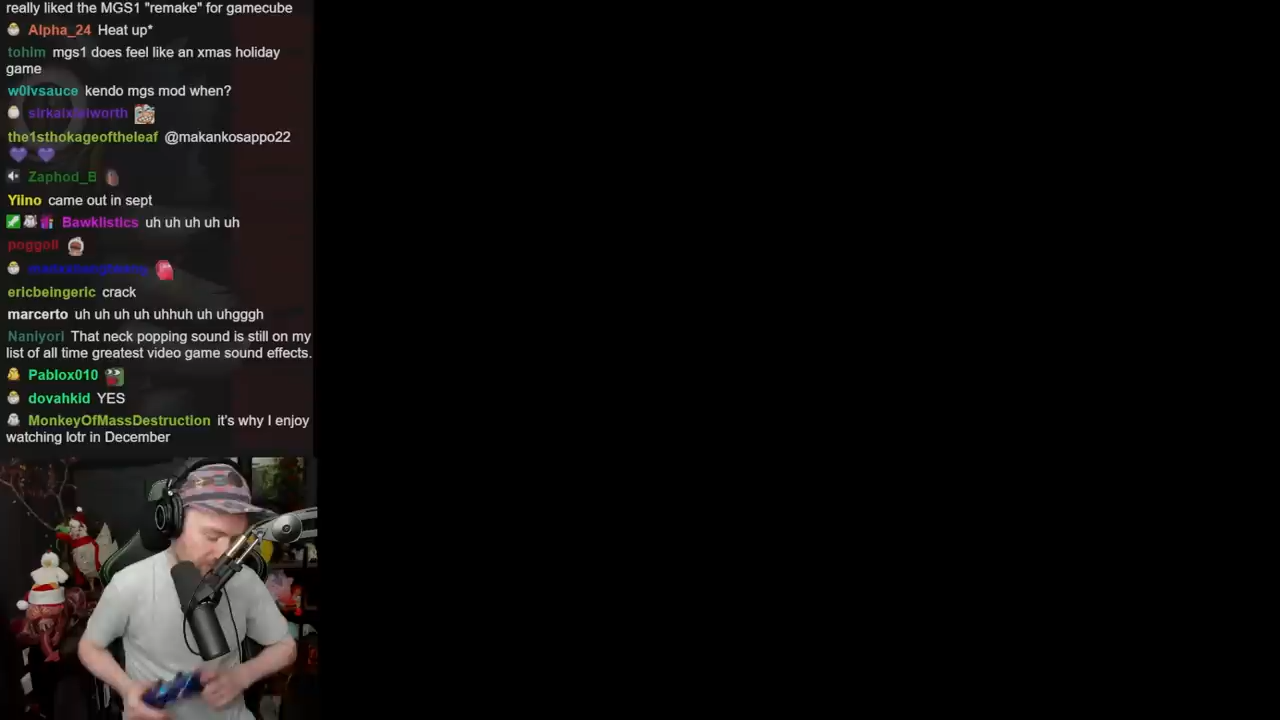 really liked the MGS1 "remake" for gamecube
Alpha_24 Heat up*
tohim mgs1 does feel like an xmas holiday
game
w0lvsauce kendo mgs mod when?
the1sthokageoftheleaf @makankosappo22
Zaphod_B
Yiino came out in sept
Bawklistics uh uh uh uh uh
poggoll
ericbeingeric crack
marcerto uh uh uh uh uhhuh uh uhgggh
Naniyori That neck popping sound is still on my
list of all time greatest video game sound effects.
Pablox010
dovahkid YES
MonkeyOfMassDestruction it's why I enjoy
watching lotr in December